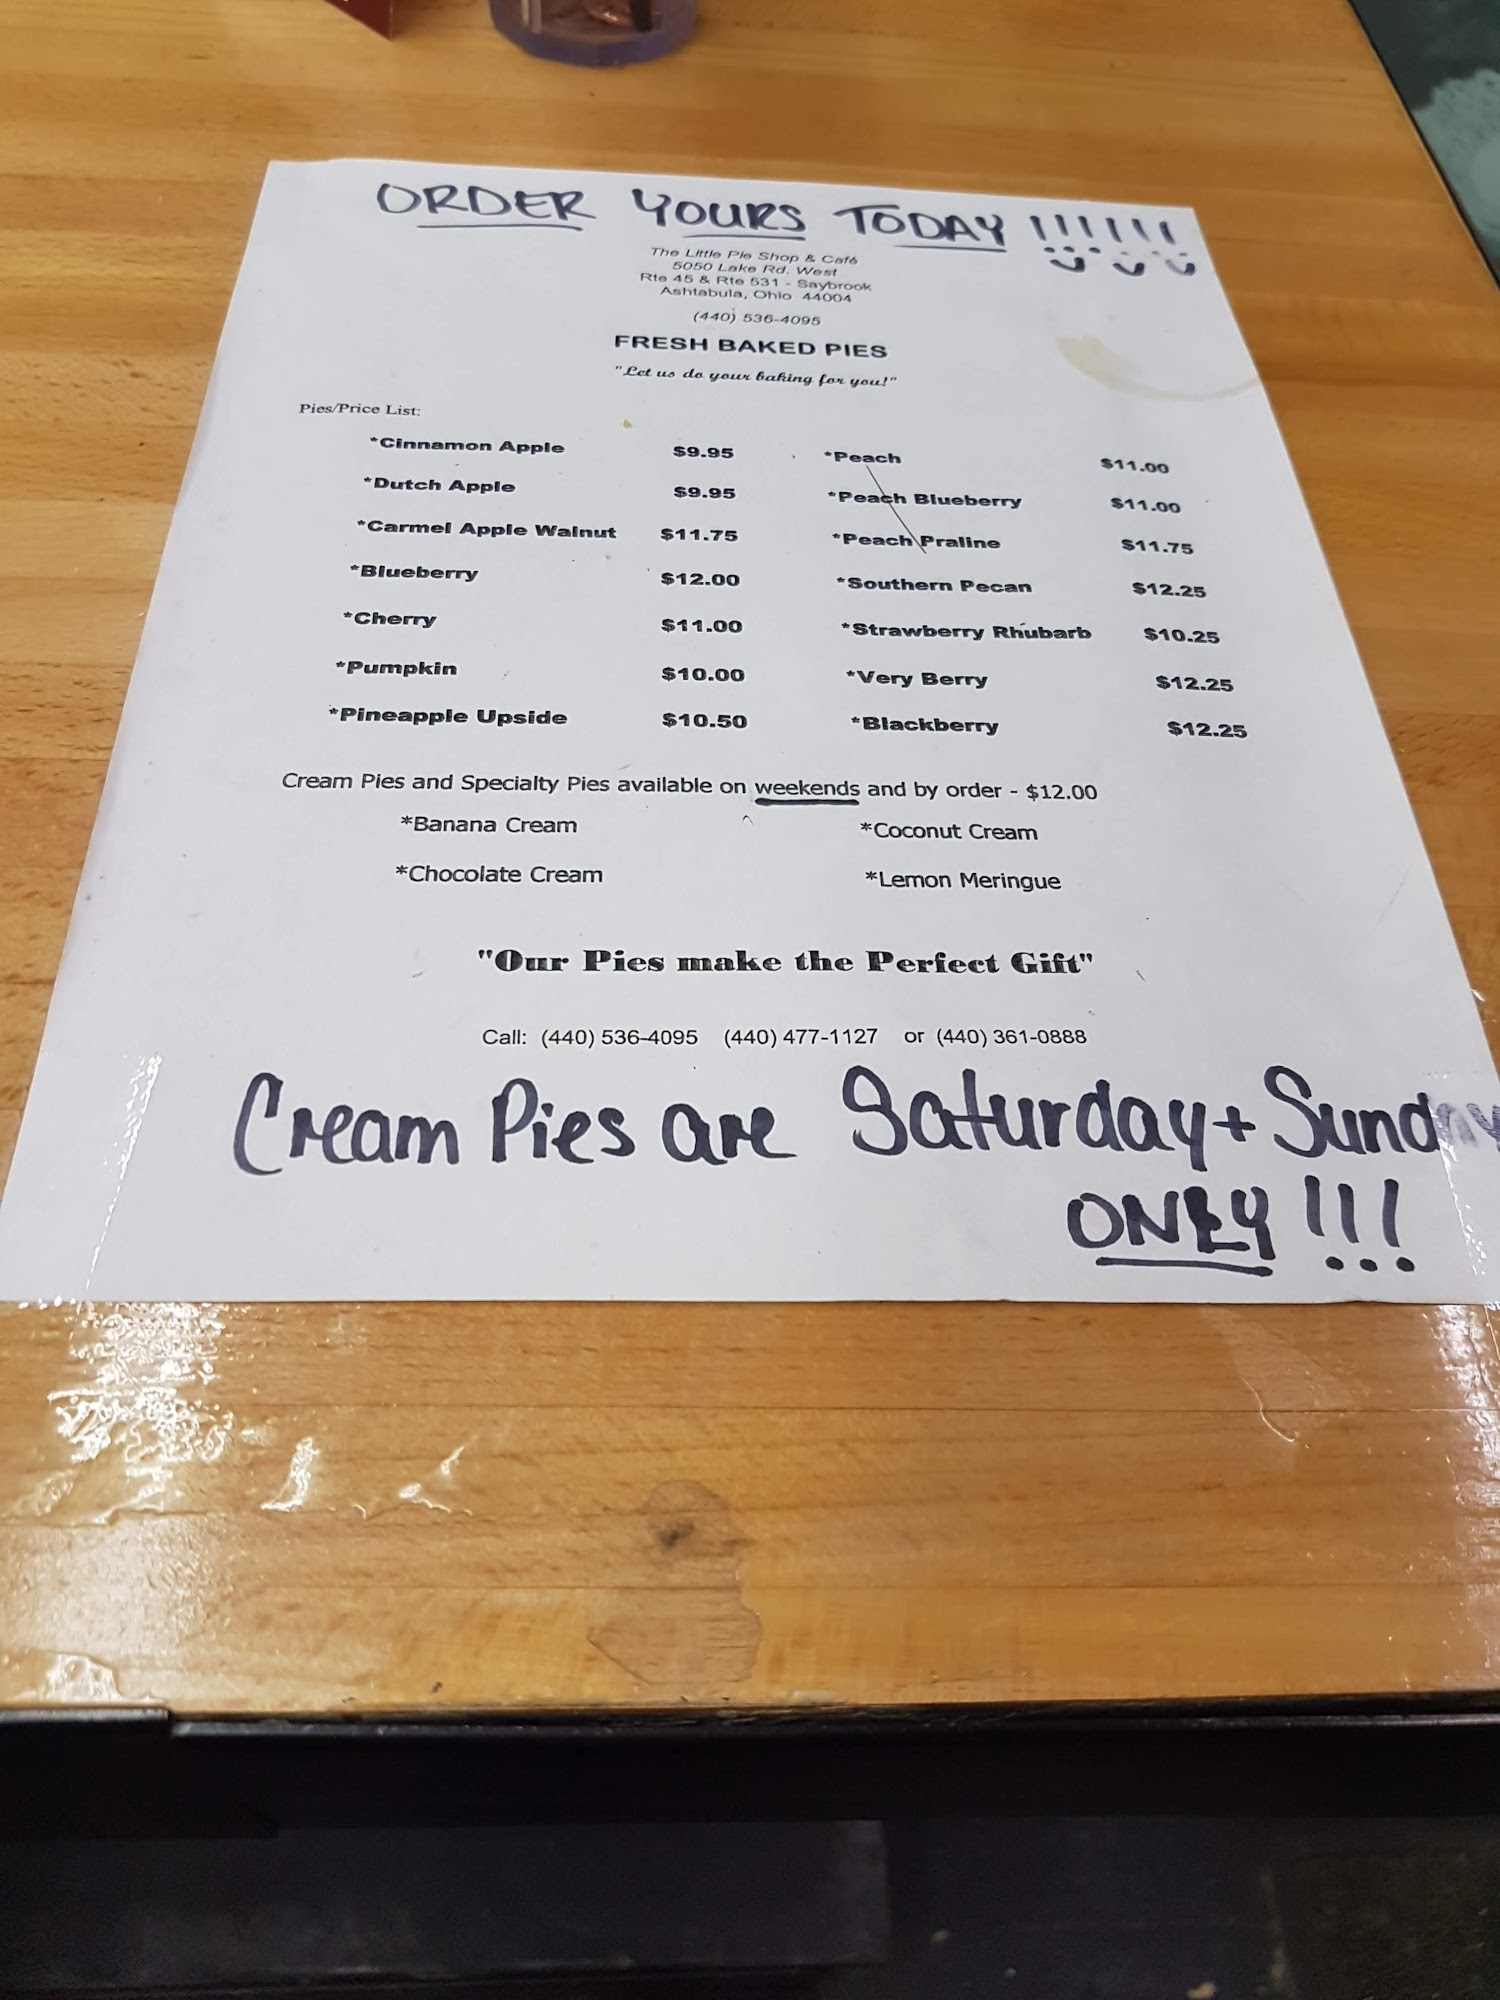 ORDER YOURS TODAY !!!!!!
The Little Pie Shop & Café
5050 Lake Rd. West
Rte 45 & Rte 531 - Saybrook
Ashtabula, Ohio 44004
(440) 536-4095
FRESH BAKED PIES
"Let us do your baking for you!"
Pies/Price List:
*Cinnamon Apple $9.95 *Peach $11.00
*Dutch Apple $9.95 *Peach Blueberry $11.00
*Carmel Apple Walnut $11.75 *Peach Praline $11.75
*Blueberry $12.00 *Southern Pecan $12.25
*Cherry $11.00 *Strawberry Rhubarb $10.25
*Pumpkin $10.00 *Very Berry $12.25
*Pineapple Upside $10.50 *Blackberry $12.25
Cream Pies and Specialty Pies available on weekends and by order - $12.00
*Banana Cream *Coconut Cream
*Chocolate Cream *Lemon Meringue
"Our Pies make the Perfect Gift"
Call: (440) 536-4095 (440) 477-1127 or (440) 361-0888
Cream Pies are Saturday + Sunday
ONLY !!!